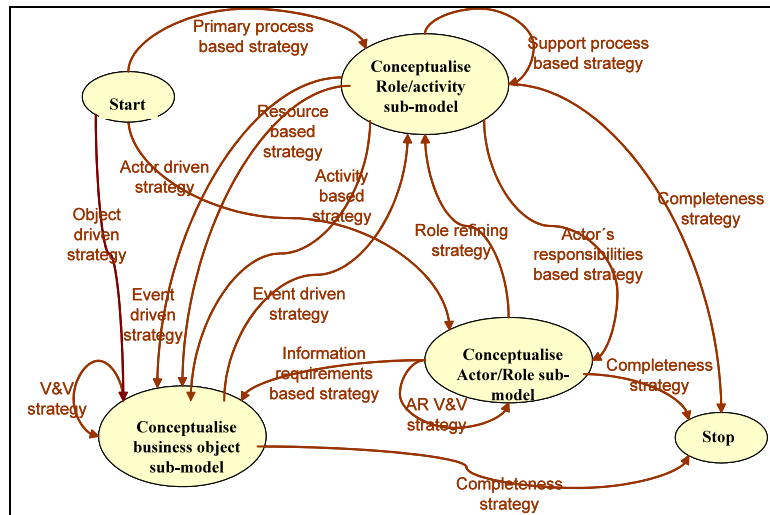 Primary process
based strategy
Conceptualise
Role/activity
sub-model
Support process
based strategy
Start
Resource
based
strategy
Actor driven
strategy
Activity
based
strategy
Completeness
strategy
Object
driven
strategy
Role refining
strategy
Actor´s
responsibilities
based strategy
Event
driven
strategy
Event driven
strategy
Information
requirements
based strategy
Conceptualise
Actor/Role sub-
model
Completeness
strategy
V&V
strategy
AR V&V
strategy
Conceptualise
business object
sub-model
Stop
Completeness
strategy